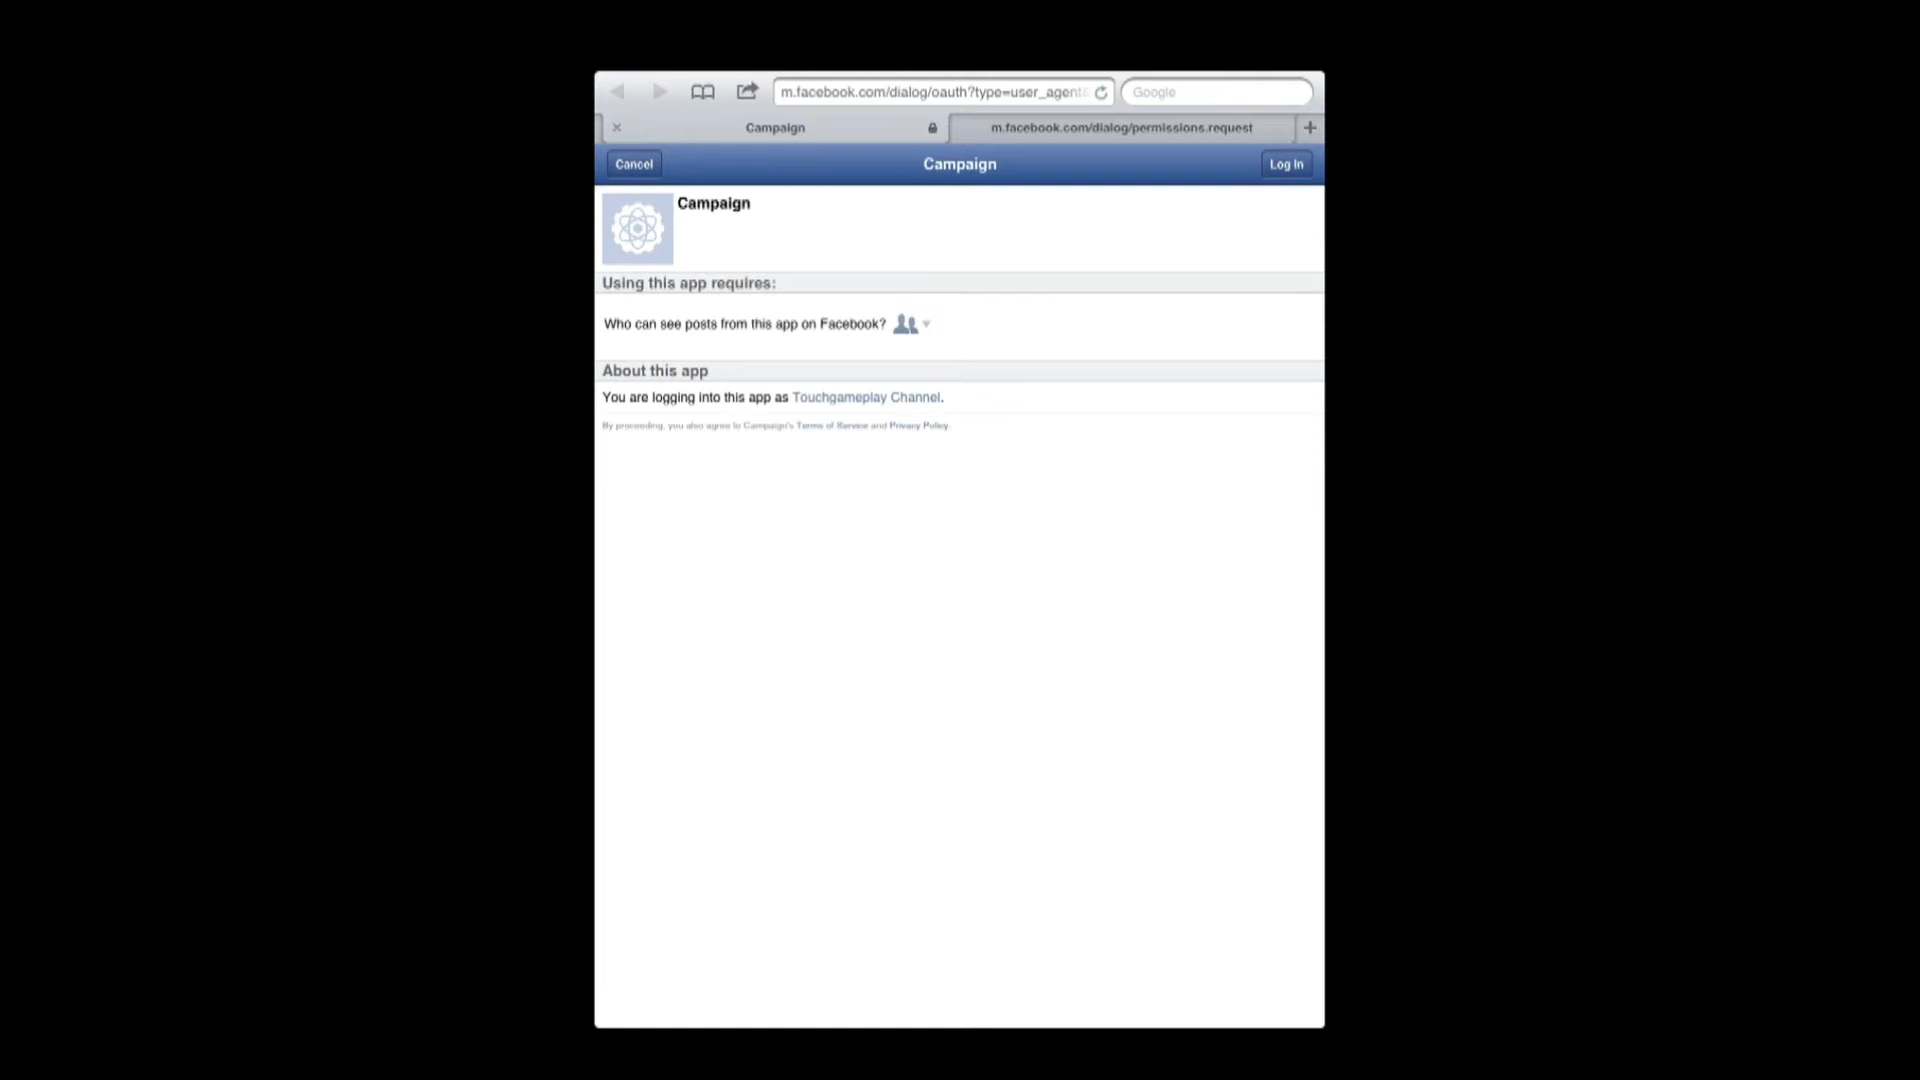 m.facebook.com/dialog/oauth?type=user_agent
Google
Campaign
m.facebook.com/dialog/permissions.request
Cancel
Campaign
Log In
Campaign
Using this app requires:
Who can see posts from this app on Facebook?
About this app
You are logging into this app as Touchgameplay Channel.
By proceeding, you also agree to Campaign's Terms of Service and Privacy Policy